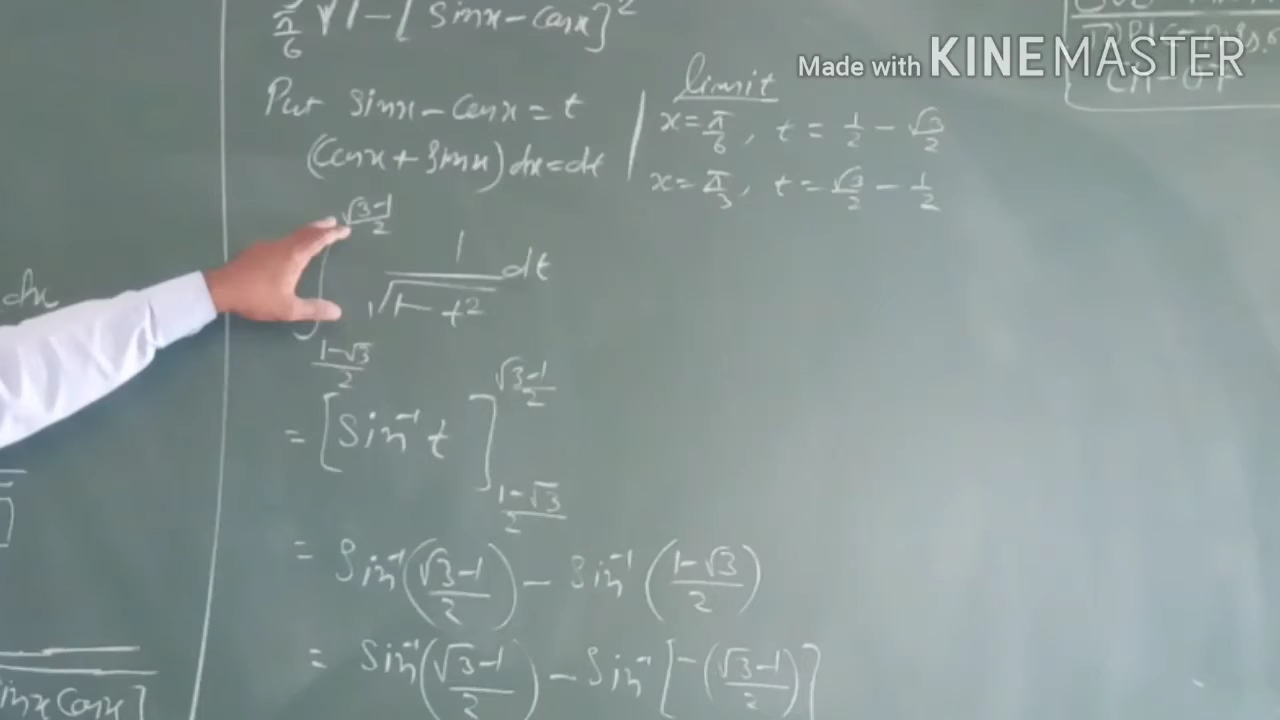 π/6 √1-[sinx-cosx]²
Put sinx-cosx=t
(cosx+sinx)dx=dt
limit
x=π/6, t=1/2-√3/2
x=π/3, t=√3/2-1/2
Made with KINEMASTER
∫ (1-√3)/2 (√3-1)/2 1/√1-t² dt
dx
=[sin⁻¹t] (√3-1)/2 (1-√3)/2
=sin⁻¹((√3-1)/2)-sin⁻¹((1-√3)/2)
=sin⁻¹((√3-1)/2)-sin⁻¹[-((√3-1)/2)]
sinxcosx]